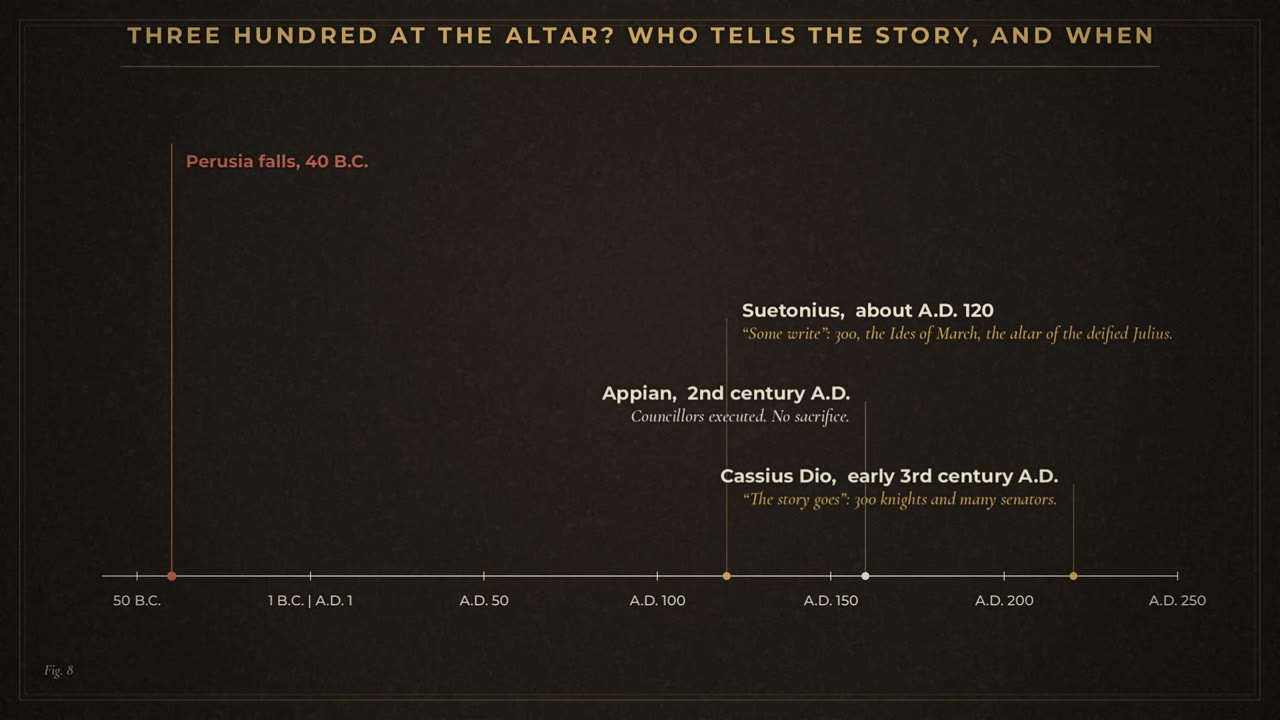 THREE HUNDRED AT THE ALTAR? WHO TELLS THE STORY, AND WHEN
Perusia falls, 40 B.C.
Suetonius, about A.D. 120
“Some write”: 300, the Ides of March, the altar of the deified Julius.
Appian, 2nd century A.D.
Councillors executed. No sacrifice.
Cassius Dio, early 3rd century A.D.
“The story goes”: 300 knights and many senators.
50 B.C. 1 B.C. | A.D. 1 A.D. 50 A.D. 100 A.D. 150 A.D. 200 A.D. 250
Fig. 8